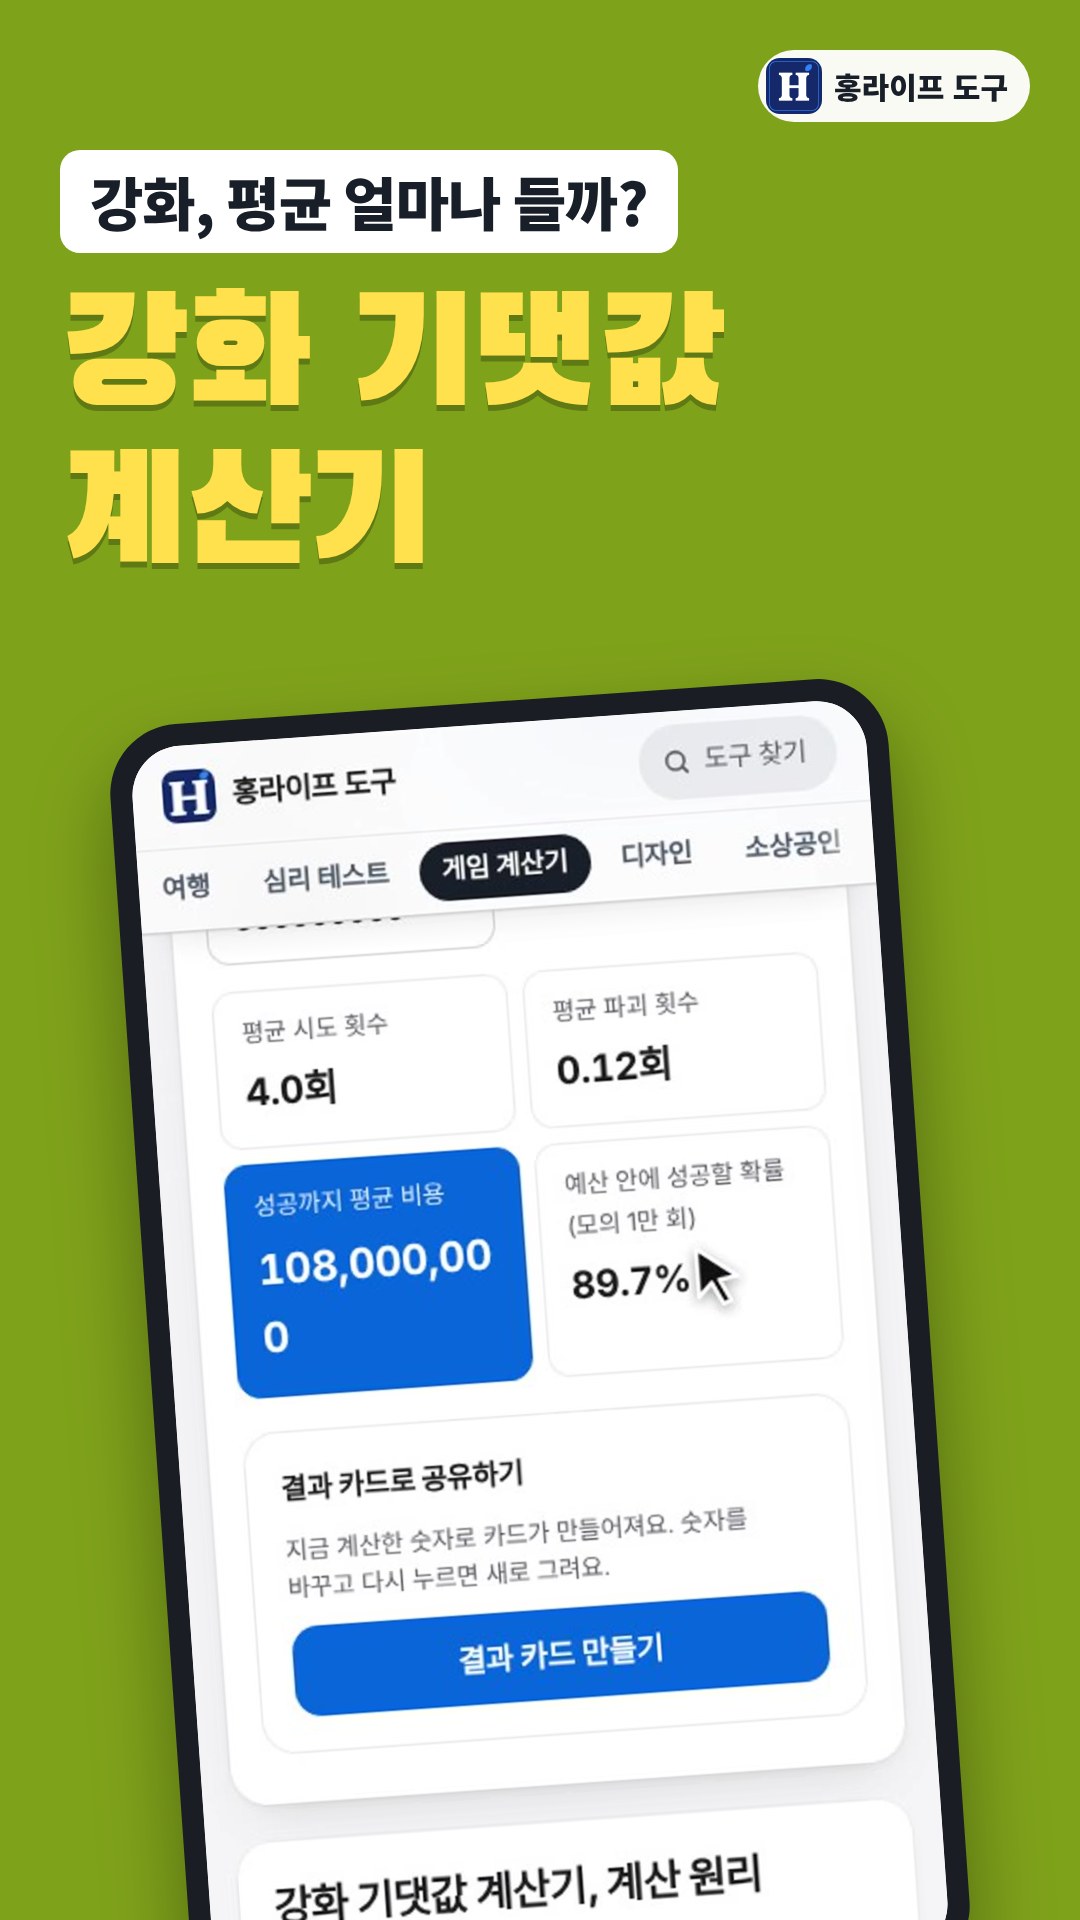 H 홍라이프 도구
강화, 평균 얼마나 들까?
강화 기댓값
계산기
H 홍라이프 도구
도구 찾기
여행 심리 테스트 게임 계산기 디자인 소상공인
평균 시도 횟수
4.0회
평균 파괴 횟수
0.12회
성공까지 평균 비용
108,000,00
0
예산 안에 성공할 확률
(모의 1만 회)
89.7%
결과 카드로 공유하기
지금 계산한 숫자로 카드가 만들어져요. 숫자를
바꾸고 다시 누르면 새로 그려요.
결과 카드 만들기
강화 기댓값 계산기, 계산 원리